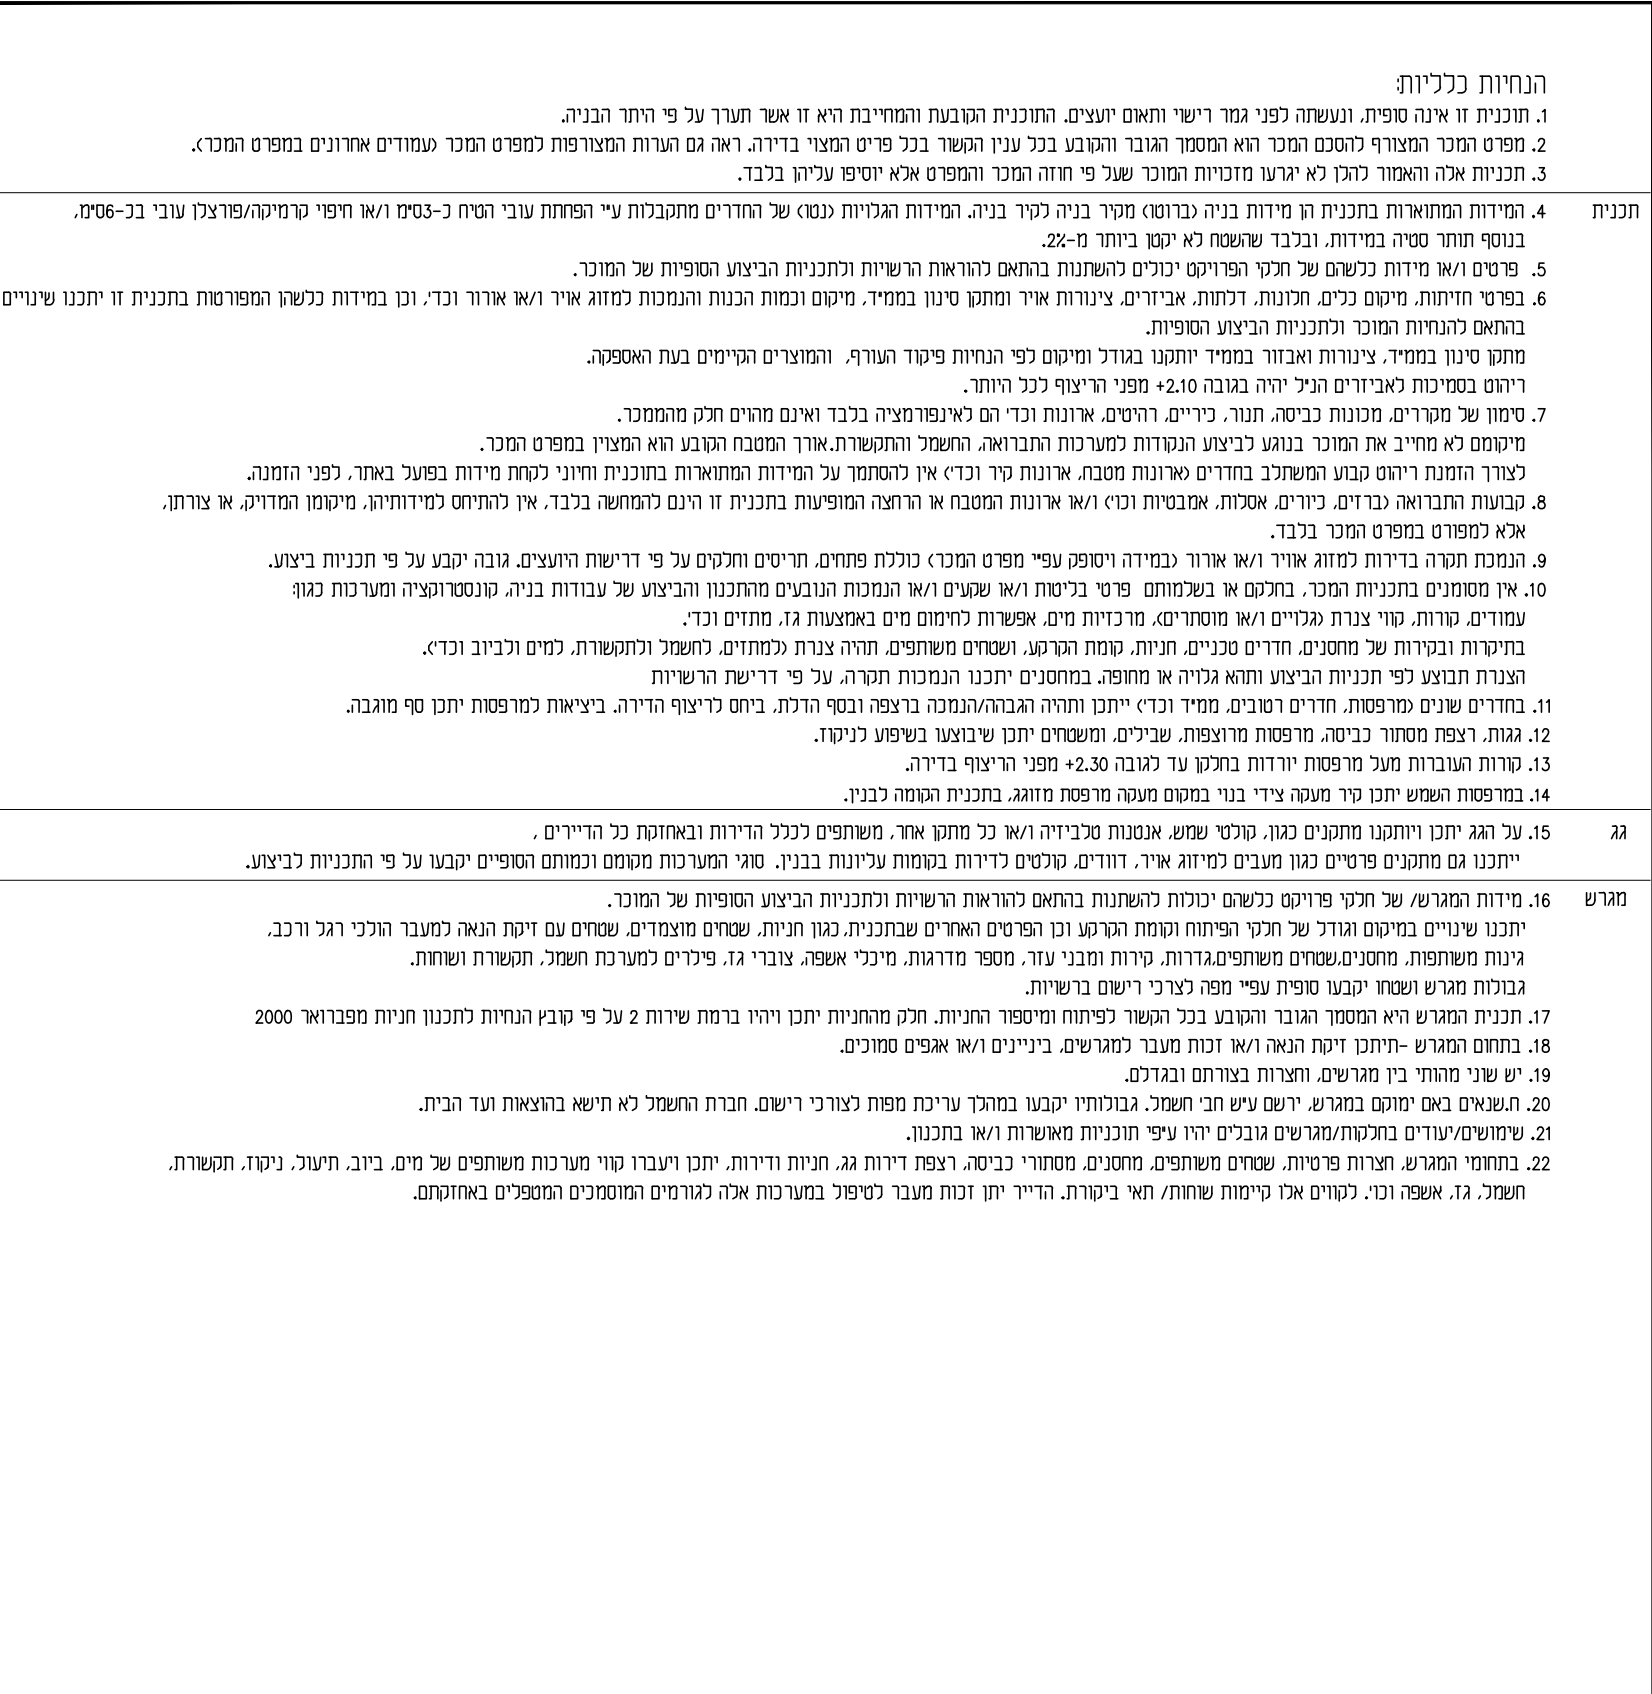 הנחיות כלליות:
1. תוכנית זו אינה סופית, ונעשתה לפני גמר רישוי ותאום יועצים. התוכנית הקובעת והמחייבת היא זו אשר תערך על פי היתר הבניה.
2. מפרט המכר המצורף להסכם המכר הוא המסמך הגובר והקובע בכל ענין הקשור בכל פריט המצוי בדירה. ראה גם הערות המצורפות למפרט המכר (עמודים אחרונים במפרט המכר).
3. תכניות אלה והאמור להלן לא יגרעו מזכויות המוכר שעל פי חוזה המכר והמפרט אלא יוסיפו עליהן בלבד.
תכנית
4. המידות המתוארות בתכנית הן מידות בניה (ברוטו) מקיר בניה לקיר בניה. המידות הגלויות (נטו) של החדרים מתקבלות ע"י הפחתת עובי הטיח כ-3ס"מ ו/או חיפוי קרמיקה/פורצלן עובי בכ-6ס"מ,
בנוסף תותר סטיה במידות, ובלבד שהשטח לא יקטן ביותר מ-2%.
5. פרטים ו/או מידות כלשהם של חלקי הפרויקט יכולים להשתנות בהתאם להוראות הרשויות ולתכניות הביצוע הסופיות של המוכר.
6. בפרטי חזיתות, מיקום כלים, חלונות, דלתות, אביזרים, צינורות אויר ומתקן סינון בממ"ד, מיקום וכמות הכנות והנמכות למזוג אויר ו/או אורור וכד', וכן במידות כלשהן המפורטות בתכנית זו יתכנו שינויים
בהתאם להנחיות המוכר ולתכניות הביצוע הסופיות.
מתקן סינון בממ"ד, צינורות ואבזור בממ"ד יותקנו בגודל ומיקום לפי הנחיות פיקוד העורף, והמוצרים הקיימים בעת האספקה.
ריהוט בסמיכות לאביזרים הנ"ל יהיה בגובה 2.10+ מפני הריצוף לכל היותר.
7. סימון של מקררים, מכונות כביסה, תנור, כיריים, רהיטים, ארונות וכד' הם לאינפורמציה בלבד ואינם מהוים חלק מהממכר.
מיקומם לא מחייב את המוכר בנוגע לביצוע הנקודות למערכות התברואה, החשמל והתקשורת.אורך המטבח הקובע הוא המצוין במפרט המכר.
לצורך הזמנת ריהוט קבוע המשתלב בחדרים (ארונות מטבח, ארונות קיר וכד') אין להסתמך על המידות המתוארות בתוכנית וחיוני לקחת מידות בפועל באתר, לפני הזמנה.
8. קבועות התברואה (ברזים, כיורים, אסלות, אמבטיות וכו') ו/או ארונות המטבח או הרחצה המופיעות בתכנית זו הינם להמחשה בלבד, אין להתיחס למידותיהן, מיקומן המדויק, או צורתן,
אלא למפורט במפרט המכר בלבד.
9. הנמכת תקרה בדירות למזוג אוויר ו/או אורור (במידה ויסופק עפ"י מפרט המכר) כוללת פתחים, תריסים וחלקים על פי דרישות היועצים. גובה יקבע על פי תכניות ביצוע.
10. אין מסומנים בתכניות המכר, בחלקם או בשלמותם פרטי בליטות ו/או שקעים ו/או הנמכות הנובעים מהתכנון והביצוע של עבודות בניה, קונסטרוקציה ומערכות כגון:
עמודים, קורות, קווי צנרת (גלויים ו/או מוסתרים), מרכזיות מים, אפשרות לחימום מים באמצעות גז, מתזים וכד'.
בתיקרות ובקירות של מחסנים, חדרים טכניים, חניות, קומת הקרקע, ושטחים משותפים, תהיה צנרת (למתזים, לחשמל ולתקשורת, למים ולביוב וכד').
הצנרת תבוצע לפי תכניות הביצוע ותהא גלויה או מחופה. במחסנים יתכנו הנמכות תקרה, על פי דרישת הרשויות
11. בחדרים שונים (מרפסות, חדרים רטובים, ממ"ד וכד') ייתכן ותהיה הגבהה/הנמכה ברצפה ובסף הדלת, ביחס לריצוף הדירה. ביציאות למרפסות יתכן סף מוגבה.
12. גגות, רצפת מסתור כביסה, מרפסות מרוצפות, שבילים, ומשטחים יתכן שיבוצעו בשיפוע לניקוז.
13. קורות העוברות מעל מרפסות יורדות בחלקן עד לגובה 2.30+ מפני הריצוף בדירה.
14. במרפסות השמש יתכן קיר מעקה צידי בנוי במקום מעקה מרפסת מזוגג, בתכנית הקומה לבנין.
גג
15. על הגג יתכן ויותקנו מתקנים כגון, קולטי שמש, אנטנות טלביזיה ו/או כל מתקן אחר, משותפים לכלל הדירות ובאחזקת כל הדיירים ,
ייתכנו גם מתקנים פרטיים כגון מעבים למיזוג אויר, דוודים, קולטים לדירות בקומות עליונות בבנין. סוגי המערכות מקומם וכמותם הסופיים יקבעו על פי התכניות לביצוע.
מגרש
16. מידות המגרש/ של חלקי פרויקט כלשהם יכולות להשתנות בהתאם להוראות הרשויות ולתכניות הביצוע הסופיות של המוכר.
יתכנו שינויים במיקום וגודל של חלקי הפיתוח וקומת הקרקע וכן הפרטים האחרים שבתכנית,כגון חניות, שטחים מוצמדים, שטחים עם זיקת הנאה למעבר הולכי רגל ורכב,
גינות משותפות, מחסנים,שטחים משותפים,גדרות, קירות ומבני עזר, מספר מדרגות, מיכלי אשפה, צוברי גז, פילרים למערכת חשמל, תקשורת ושוחות.
גבולות מגרש ושטחו יקבעו סופית עפ"י מפה לצרכי רישום ברשויות.
17. תכנית המגרש היא המסמך הגובר והקובע בכל הקשור לפיתוח ומיספור החניות. חלק מהחניות יתכן ויהיו ברמת שירות 2 על פי קובץ הנחיות לתכנון חניות מפברואר 2000
18. בתחום המגרש -תיתכן זיקת הנאה ו/או זכות מעבר למגרשים, ביניינים ו/או אגפים סמוכים.
19. יש שוני מהותי בין מגרשים, וחצרות בצורתם ובגדלם.
20. ח.שנאים באם ימוקם במגרש, ירשם ע"ש חב' חשמל. גבולותיו יקבעו במהלך עריכת מפות לצורכי רישום. חברת החשמל לא תישא בהוצאות ועד הבית.
21. שימושים/יעודים בחלקות/מגרשים גובלים יהיו ע"פי תוכניות מאושרות ו/או בתכנון.
22. בתחומי המגרש, חצרות פרטיות, שטחים משותפים, מחסנים, מסתורי כביסה, רצפת דירות גג, חניות ודירות, יתכן ויעברו קווי מערכות משותפים של מים, ביוב, תיעול, ניקוז, תקשורת,
חשמל, גז, אשפה וכו'. לקווים אלו קיימות שוחות/ תאי ביקורת. הדייר יתן זכות מעבר לטיפול במערכות אלה לגורמים המוסמכים המטפלים באחזקתם.